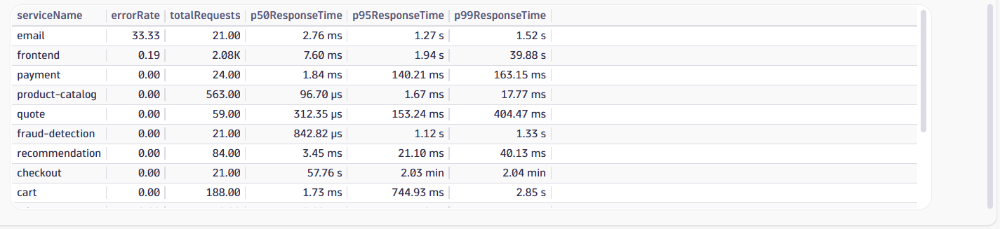 serviceName errorRate totalRequests p50ResponseTime p95ResponseTime p99ResponseTime
email 33.33 21.00 2.76 ms 1.27 s 1.52 s
frontend 0.19 2.08K 7.60 ms 1.94 s 39.88 s
payment 0.00 24.00 1.84 ms 140.21 ms 163.15 ms
product-catalog 0.00 563.00 96.70 µs 1.67 ms 17.77 ms
quote 0.00 59.00 312.35 µs 153.24 ms 404.47 ms
fraud-detection 0.00 21.00 842.82 µs 1.12 s 1.33 s
recommendation 0.00 84.00 3.45 ms 21.10 ms 40.13 ms
checkout 0.00 21.00 57.76 s 2.03 min 2.04 min
cart 0.00 188.00 1.73 ms 744.93 ms 2.85 s